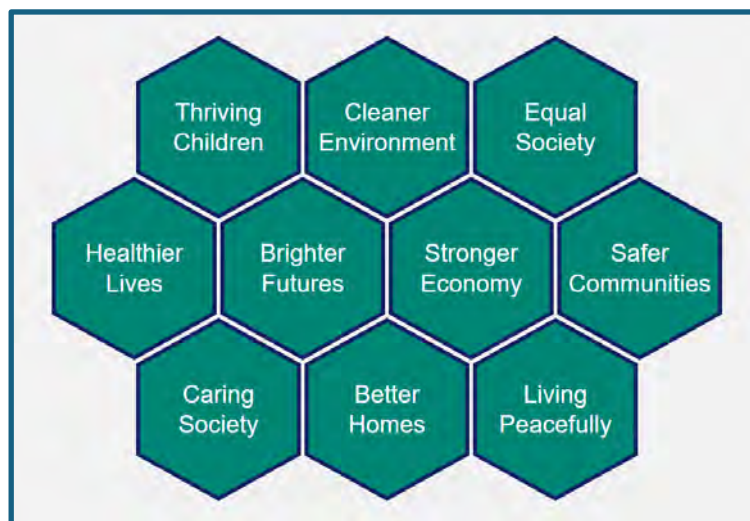 Thriving
Children
Cleaner
Environment
Equal
Society
Healthier
Lives
Brighter
Futures
Stronger
Economy
Safer
Communities
Caring
Society
Better
Homes
Living
Peacefully